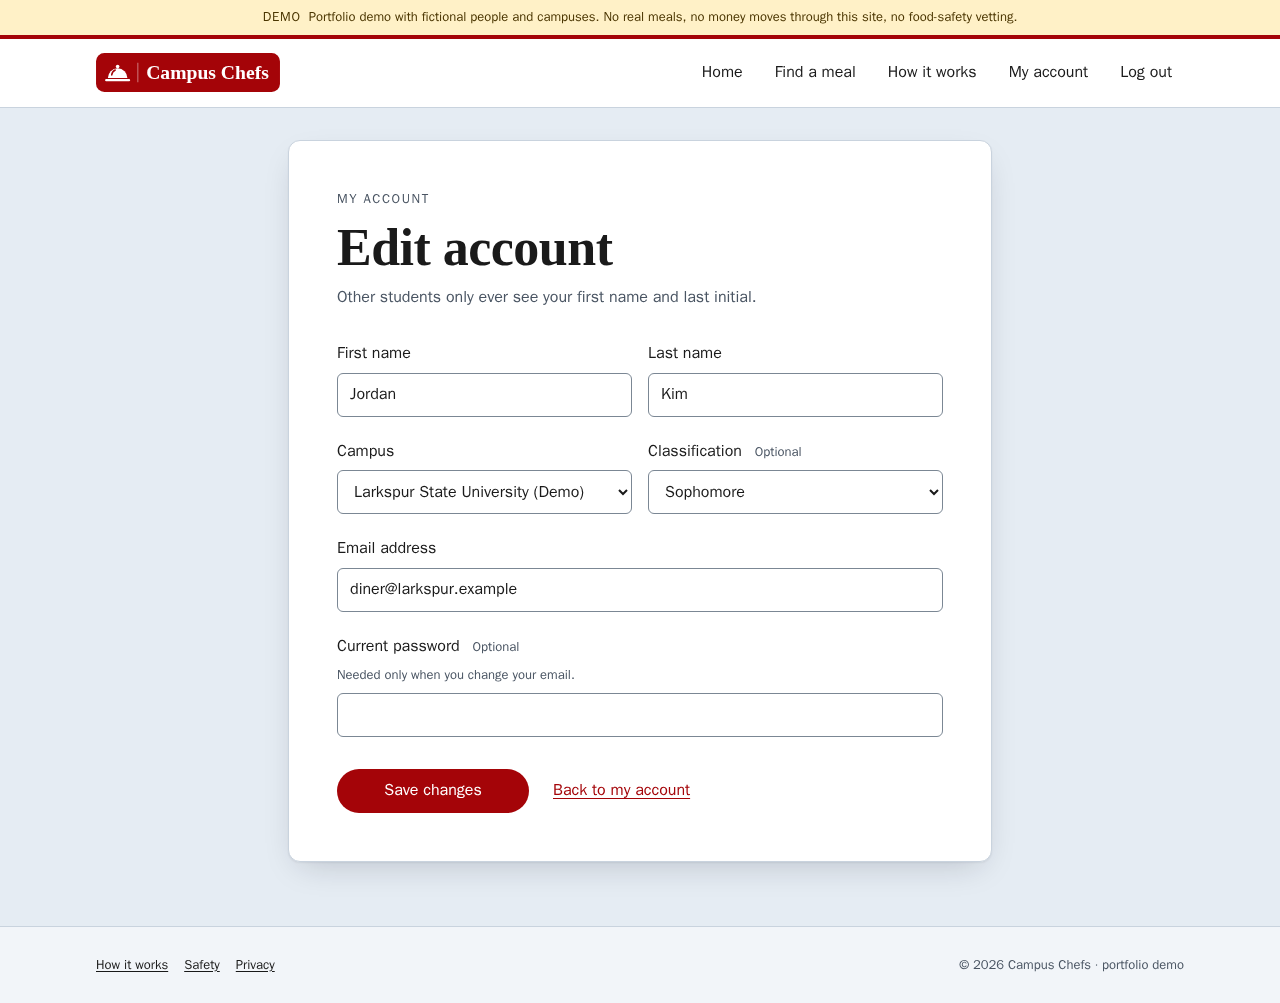 DEMO Portfolio demo with fictional people and campuses. No real meals, no money moves through this site, no food-safety vetting.
Campus Chefs
Home Find a meal How it works My account Log out
MY ACCOUNT
Edit account
Other students only ever see your first name and last initial.
First name Last name
Jordan Kim
Campus Classification Optional
Larkspur State University (Demo) Sophomore
Email address
diner@larkspur.example
Current password Optional
Needed only when you change your email.
Save changes Back to my account
How it works Safety Privacy © 2026 Campus Chefs · portfolio demo